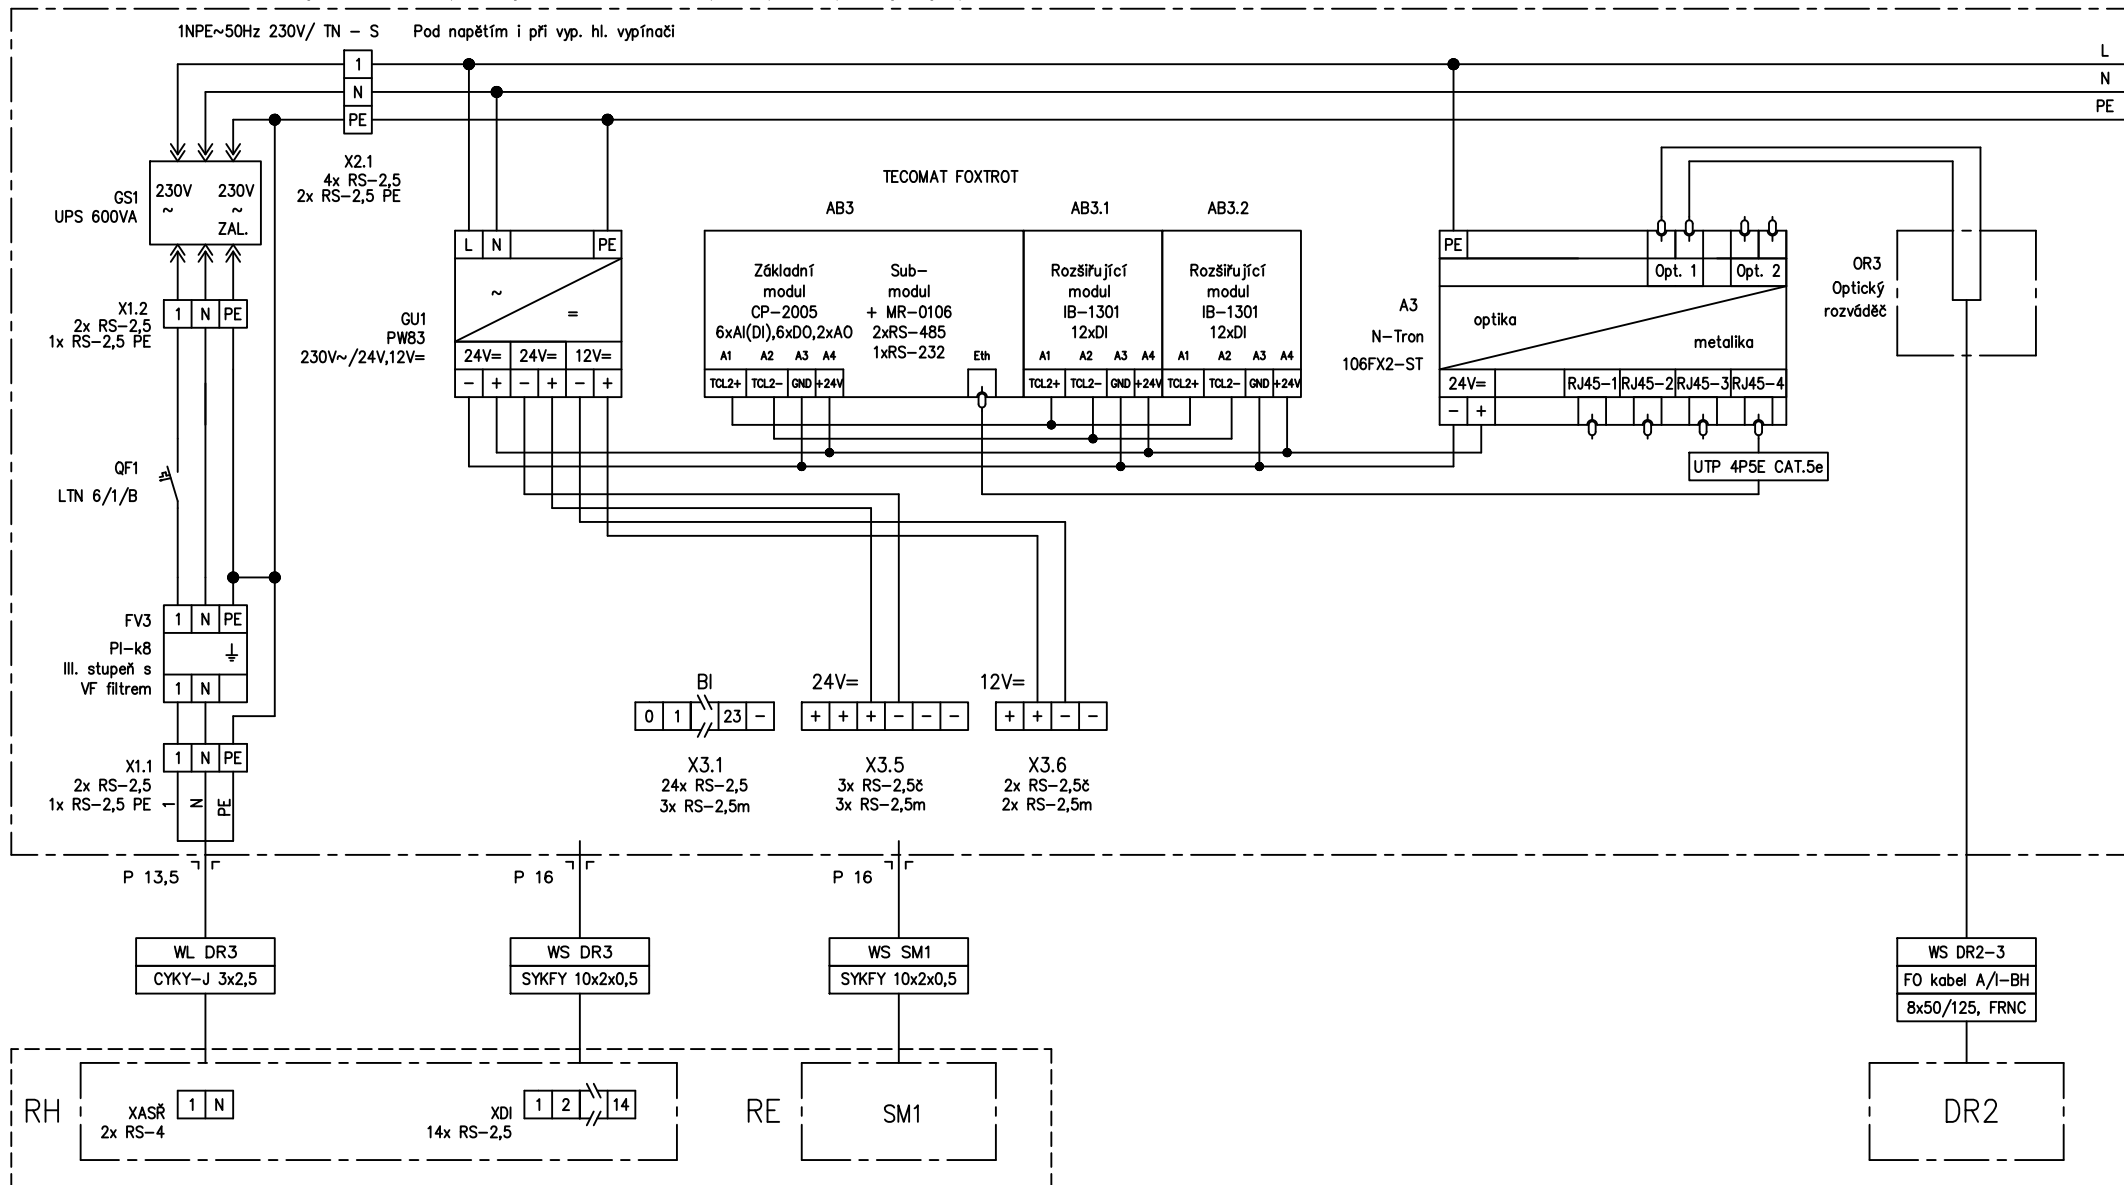 1NPE~50Hz 230V/ TN – S Pod napětím i při vyp. hl. vypínači
L
N
PE
1
N
PE
X2.1
4x RS–2,5
2x RS–2,5 PE
GS1
UPS 600VA
230V
~
230V
~
ZAL.
X1.2
2x RS–2,5
1x RS–2,5 PE
1 N PE
QF1
LTN 6/1/B
FV3
PI–k8
III. stupeň s
VF filtrem
1 N PE
1 N
X1.1
2x RS–2,5
1x RS–2,5 PE
1 N PE
1 N PE
GU1
PW83
230V~/24V,12V=
L N PE
~
=
24V= 24V= 12V=
– + – + – +
TECOMAT FOXTROT
AB3 AB3.1 AB3.2
Základní
modul
CP–2005
6xAI(DI),6xDO,2xAO
Sub–
modul
+ MR–0106
2xRS–485
1xRS–232
Rozšiřující
modul
IB–1301
12xDI
Rozšiřující
modul
IB–1301
12xDI
A1 A2 A3 A4 Eth A1 A2 A3 A4 A1 A2 A3 A4
TCL2+ TCL2– GND +24V TCL2+ TCL2– GND +24V TCL2+ TCL2– GND +24V
A3
N–Tron
106FX2–ST
PE
Opt. 1 Opt. 2
optika
metalika
24V= RJ45–1 RJ45–2 RJ45–3 RJ45–4
– +
UTP 4P5E CAT.5e
OR3
Optický
rozváděč
BI
0 1 23 –
X3.1
24x RS–2,5
3x RS–2,5m
24V=
+ + + – – –
X3.5
3x RS–2,5č
3x RS–2,5m
12V=
+ + – –
X3.6
2x RS–2,5č
2x RS–2,5m
P 13,5
P 16
P 16
WL DR3
CYKY–J 3x2,5
WS DR3
SYKFY 10x2x0,5
WS SM1
SYKFY 10x2x0,5
WS DR2–3
FO kabel A/I–BH
8x50/125, FRNC
RH
XASŘ
2x RS–4
1 N
XDI
14x RS–2,5
1 2 14
RE
SM1
DR2